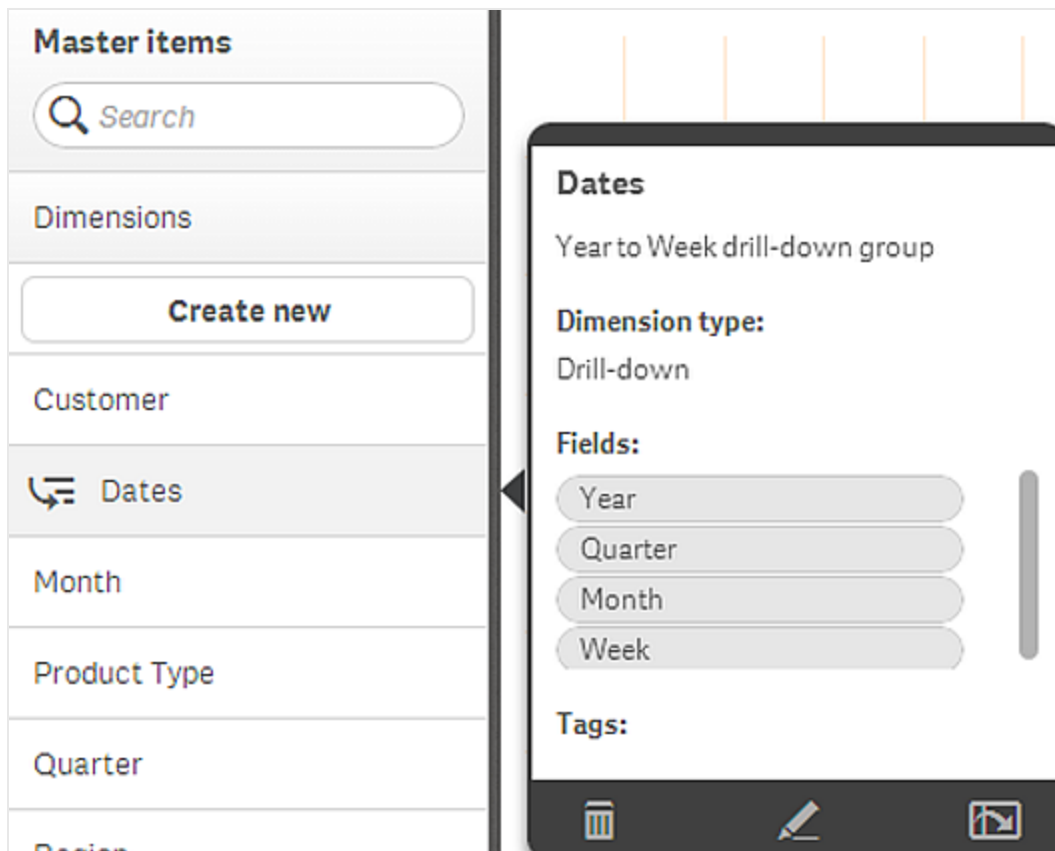 Master items
Search
Dimensions
Create new
Customer
Dates
Month
Product Type
Quarter
Region
Dates
Year to Week drill-down group
Dimension type:
Drill-down
Fields:
Year
Quarter
Month
Week
Tags: